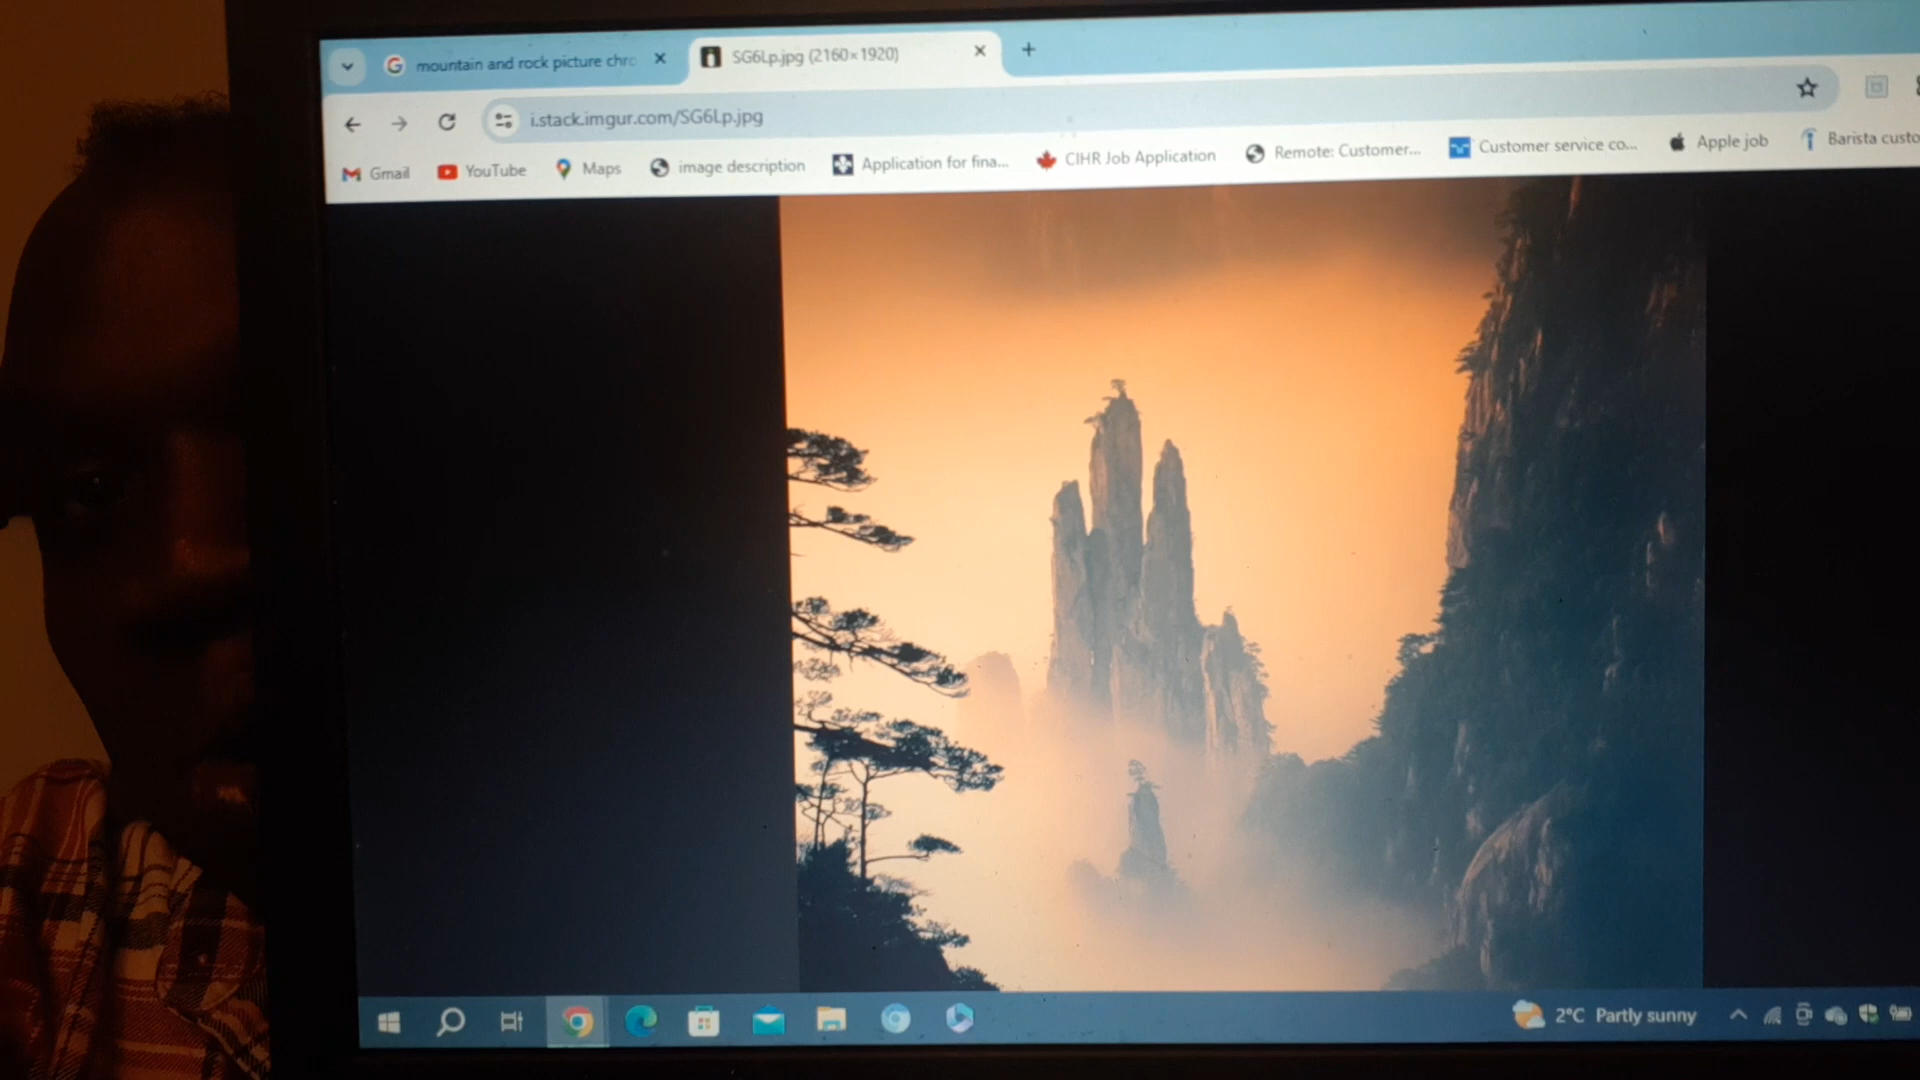 mountain and rock picture chro
SG6Lp.jpg (2160×1920)
i.stack.imgur.com/SG6Lp.jpg
Gmail YouTube Maps image description Application for fina... CIHR Job Application Remote: Customer... Customer service co... Apple job Barista custo
2°C Partly sunny